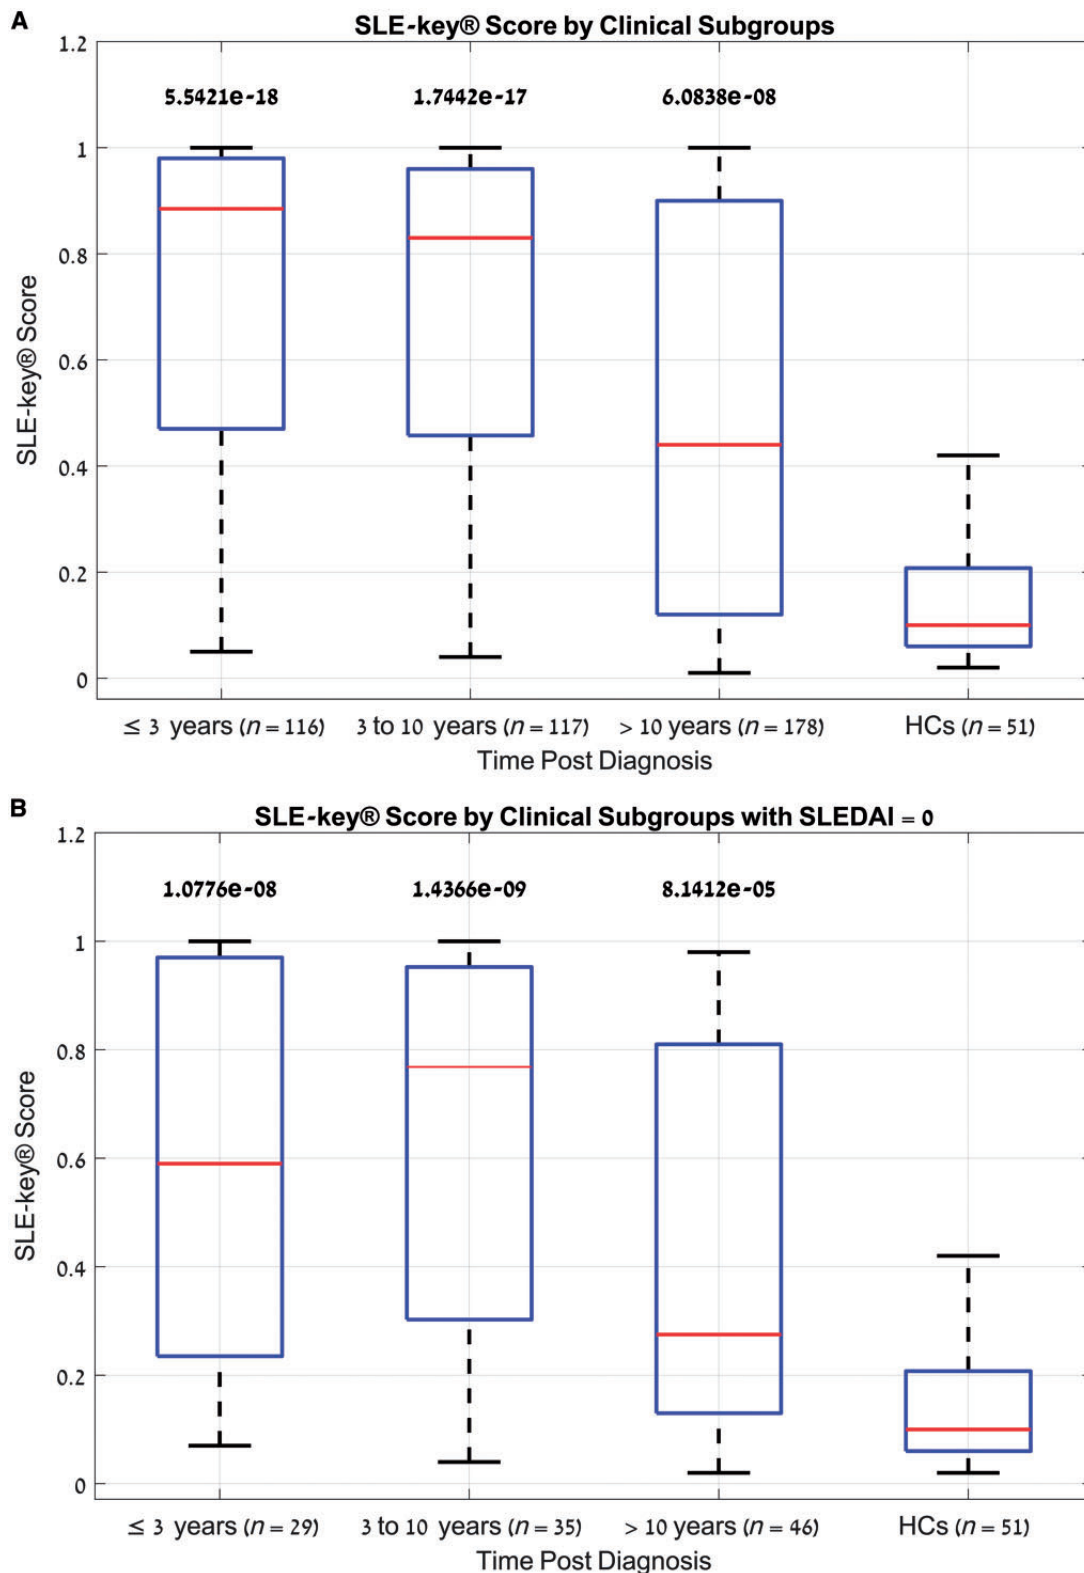 A
SLE-key® Score by Clinical Subgroups
1.2
5.5421e-18 1.7442e-17 6.0838e-08
1
0.8
0.6
0.4
0.2
0
SLE-key® Score
≤ 3 years (n = 116) 3 to 10 years (n = 117) > 10 years (n = 178) HCs (n = 51)
Time Post Diagnosis
B
SLE-key® Score by Clinical Subgroups with SLEDAI = 0
1.2
1.0776e-08 1.4366e-09 8.1412e-05
1
0.8
0.6
0.4
0.2
0
SLE-key® Score
≤ 3 years (n = 29) 3 to 10 years (n = 35) > 10 years (n = 46) HCs (n = 51)
Time Post Diagnosis